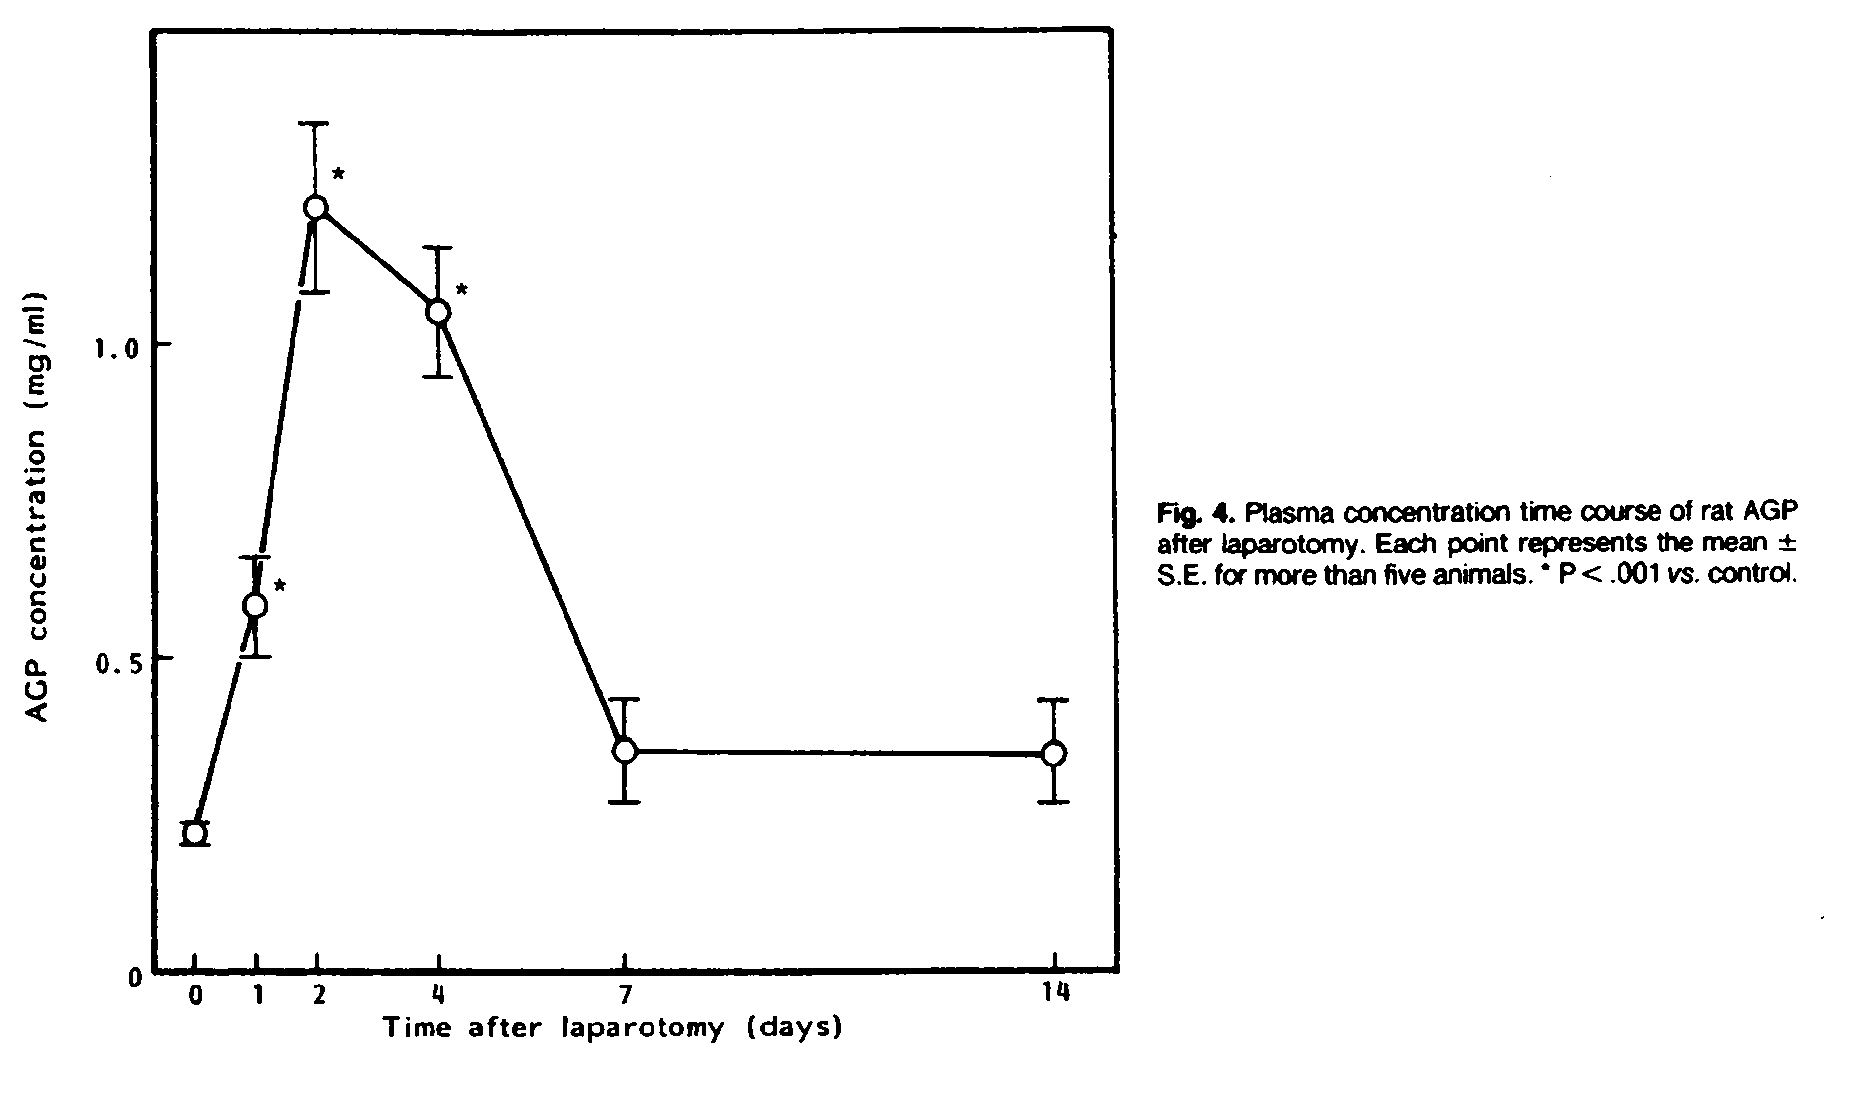 AGP concentration (mg/ml)
1.0
0.5
0
0 1 2 4 7 14
Time after laparotomy (days)
*
*
*
Fig. 4. Plasma concentration time course of rat AGP
after laparotomy. Each point represents the mean ±
S.E. for more than five animals. * P < .001 vs. control.